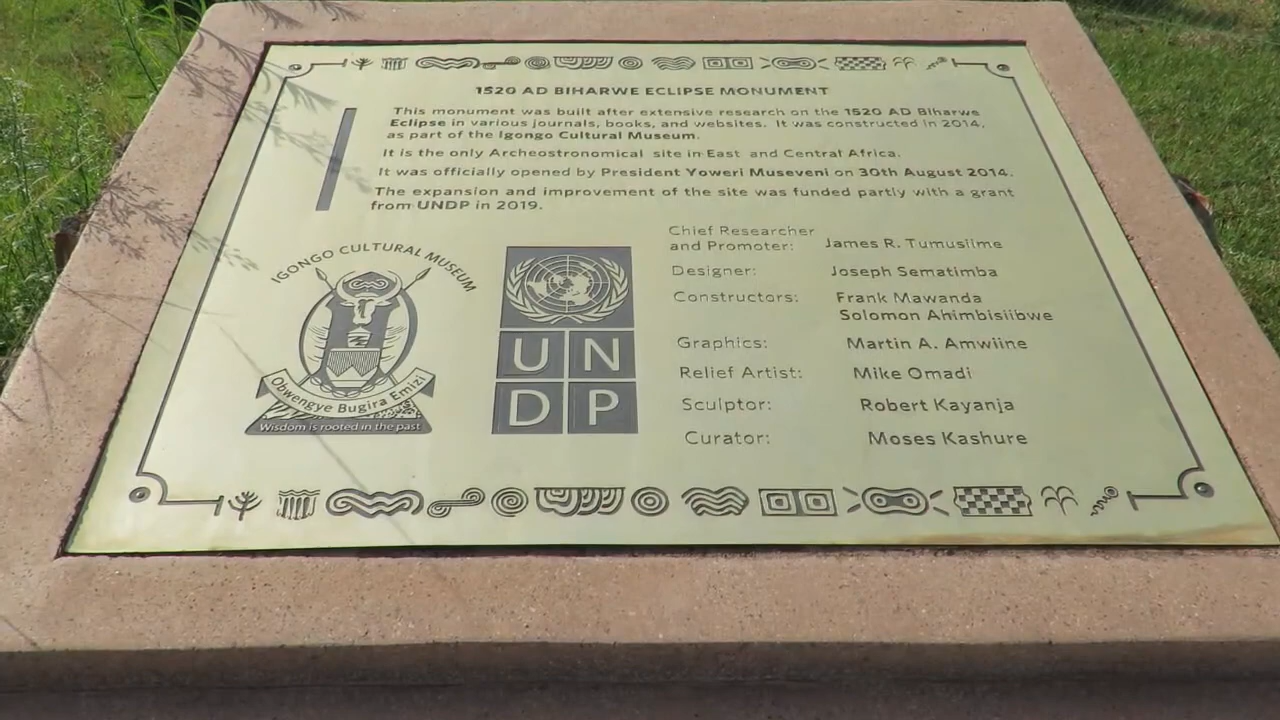 1520 AD BIHARWE ECLIPSE MONUMENT
This monument was built after extensive research on the 1520 AD Biharwe
Eclipse in various journals, books, and websites. It was constructed in 2014,
as part of the Igongo Cultural Museum.
It is the only Archeostronomical site in East and Central Africa.
It was officially opened by President Yoweri Museveni on 30th August 2014.
The expansion and improvement of the site was funded partly with a grant
from UNDP in 2019.
IGONGO CULTURAL MUSEUM
Obwengye Bugira Emizi
Wisdom is rooted in the past
U N
D P
Chief Researcher
and Promoter: James R. Tumusiime
Designer: Joseph Sematimba
Constructors: Frank Mawanda
Solomon Ahimbisiibwe
Graphics: Martin A. Amwiine
Relief Artist: Mike Omadi
Sculptor: Robert Kayanja
Curator: Moses Kashure